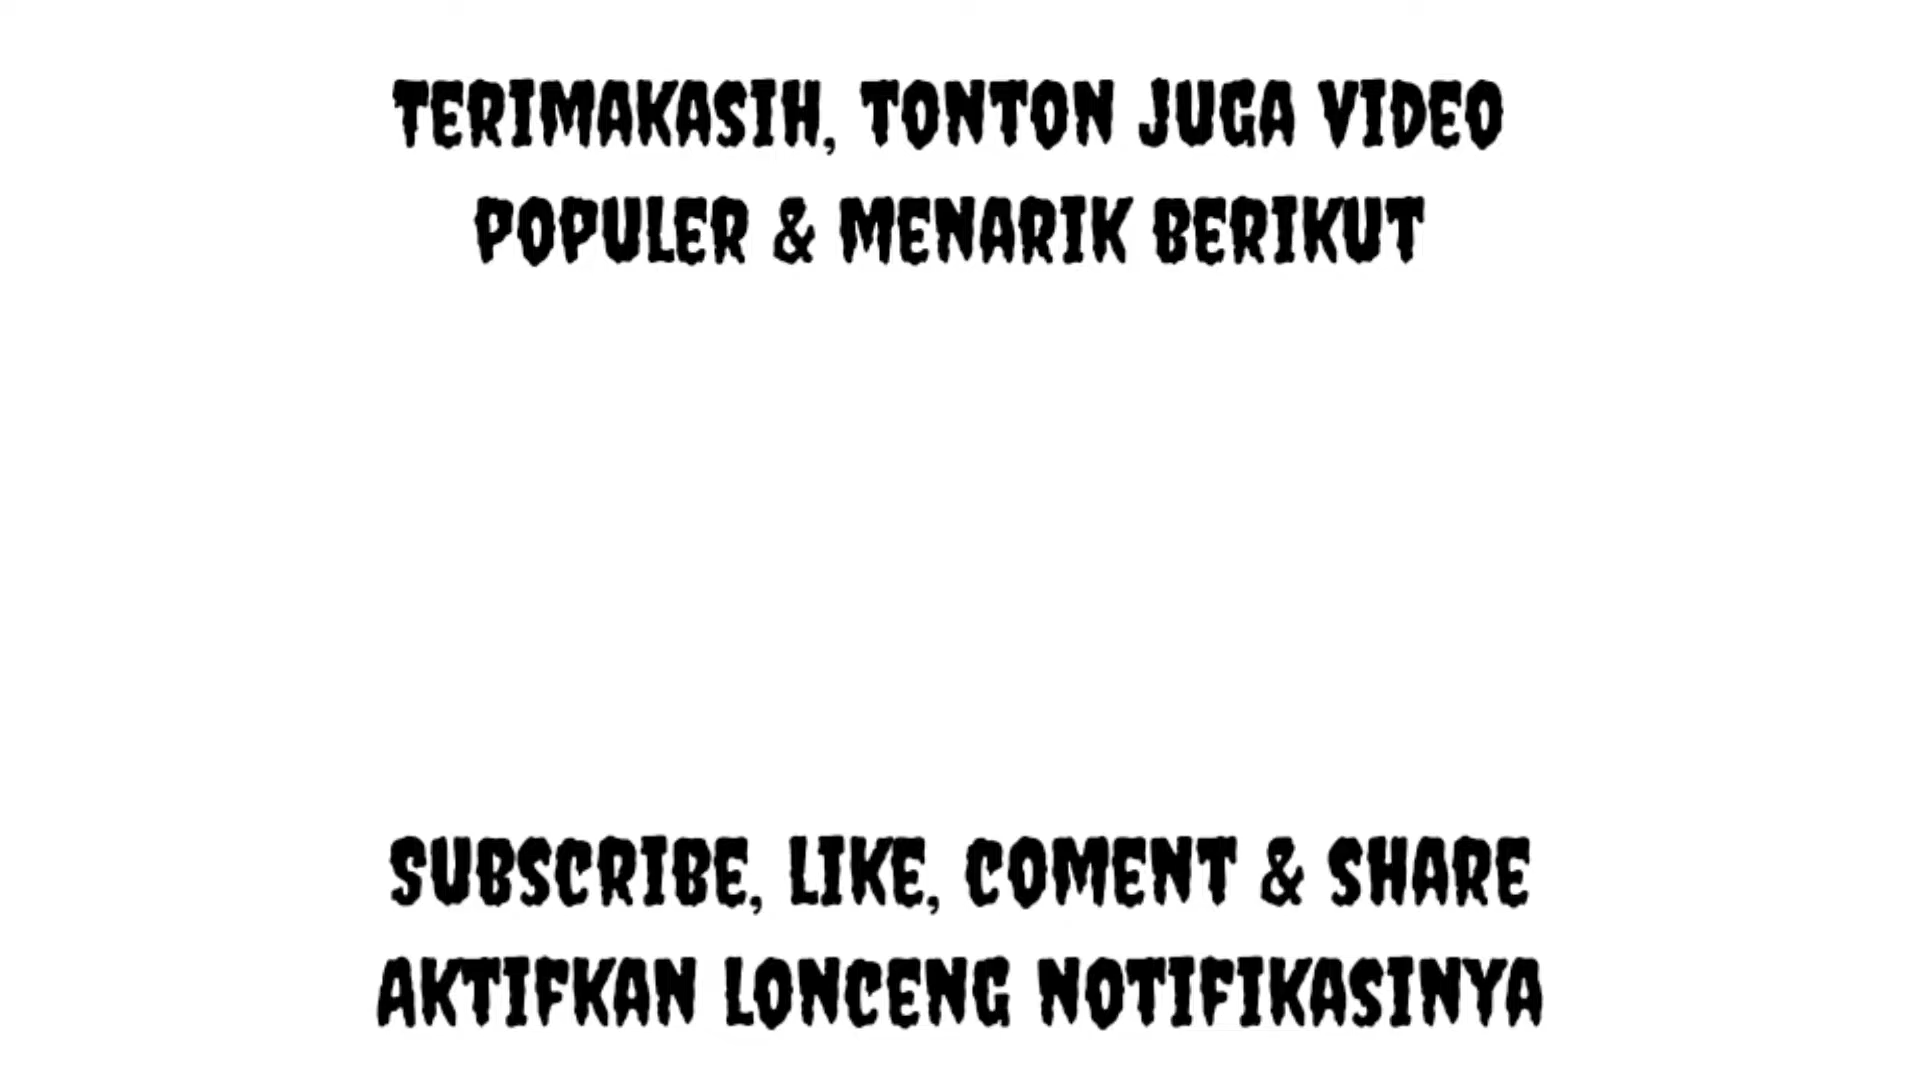 TERIMAKASIH, TONTON JUGA VIDEO
POPULER & MENARIK BERIKUT
SUBSCRIBE, LIKE, COMENT & SHARE
AKTIFKAN LONCENG NOTIFIKASINYA